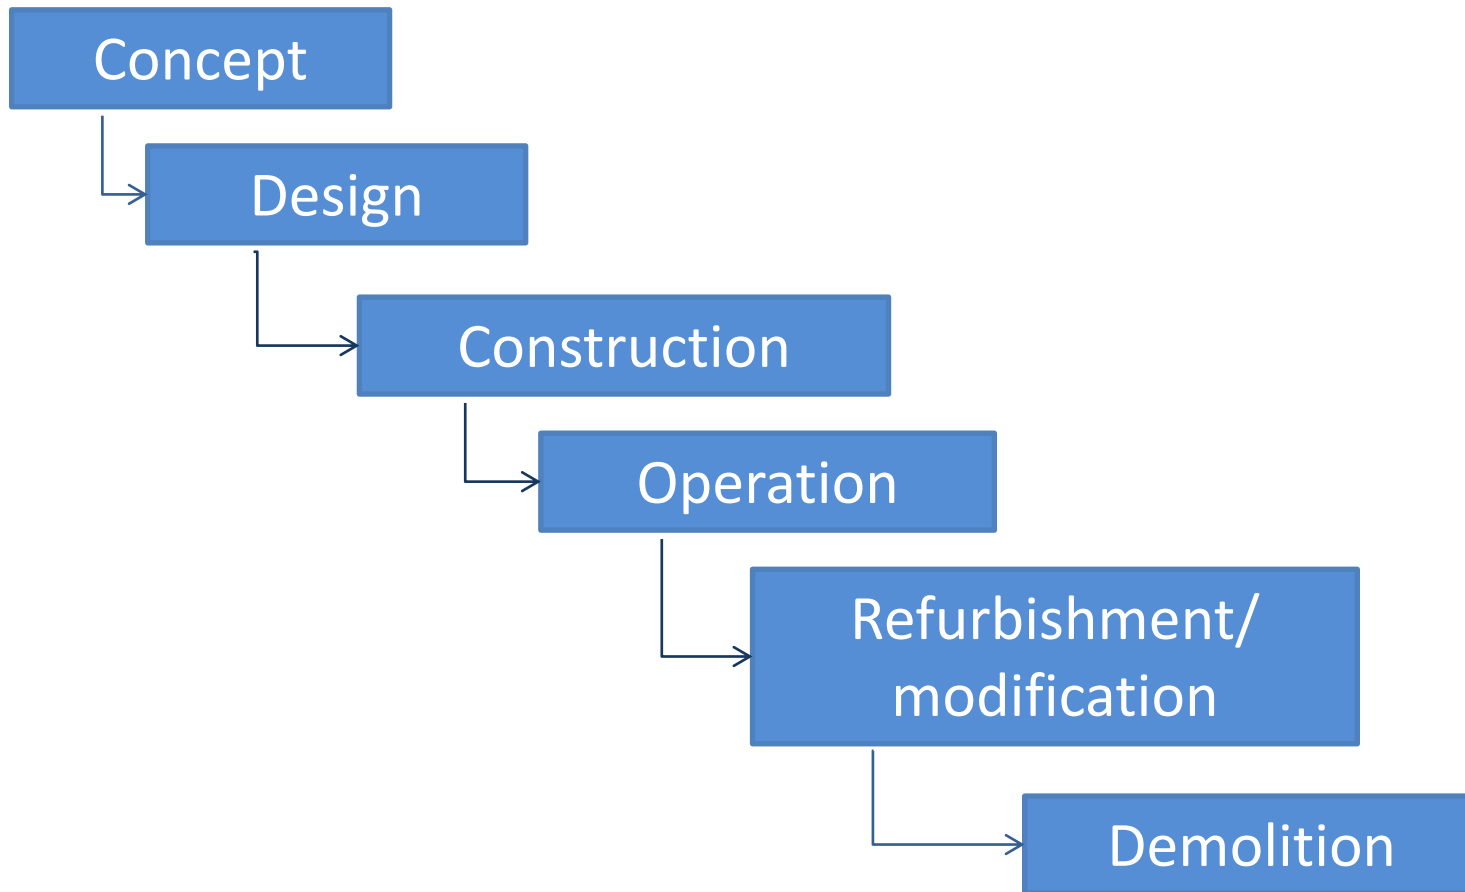 Concept
Design
Construction
Operation
Refurbishment/
modification
Demolition